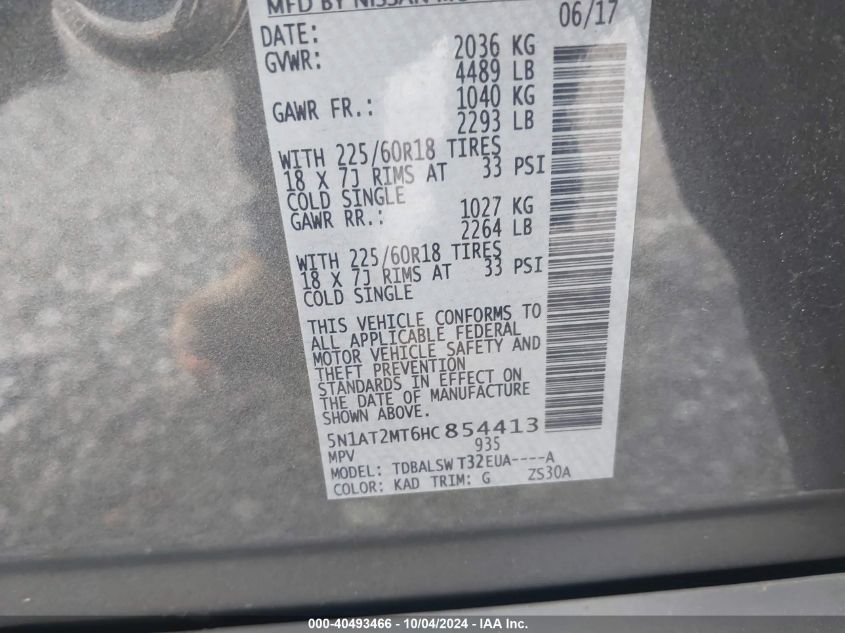 MFD BY NISSAN
DATE: 06/17
GVWR: 2036 KG
4489 LB
GAWR FR.: 1040 KG
2293 LB
WITH 225/60R18 TIRES
18 X 7J RIMS AT 33 PSI
COLD SINGLE
GAWR RR.: 1027 KG
2264 LB
WITH 225/60R18 TIRES
18 X 7J RIMS AT 33 PSI
COLD SINGLE
THIS VEHICLE CONFORMS TO
ALL APPLICABLE FEDERAL
MOTOR VEHICLE SAFETY AND
THEFT PREVENTION
STANDARDS IN EFFECT ON
THE DATE OF MANUFACTURE
SHOWN ABOVE.
5N1AT2MT6HC854413
MPV 935
MODEL: TDBALSW T32EUA----A
COLOR: KAD TRIM: G ZS30A
000-40493466 - 10/04/2024 - IAA Inc.